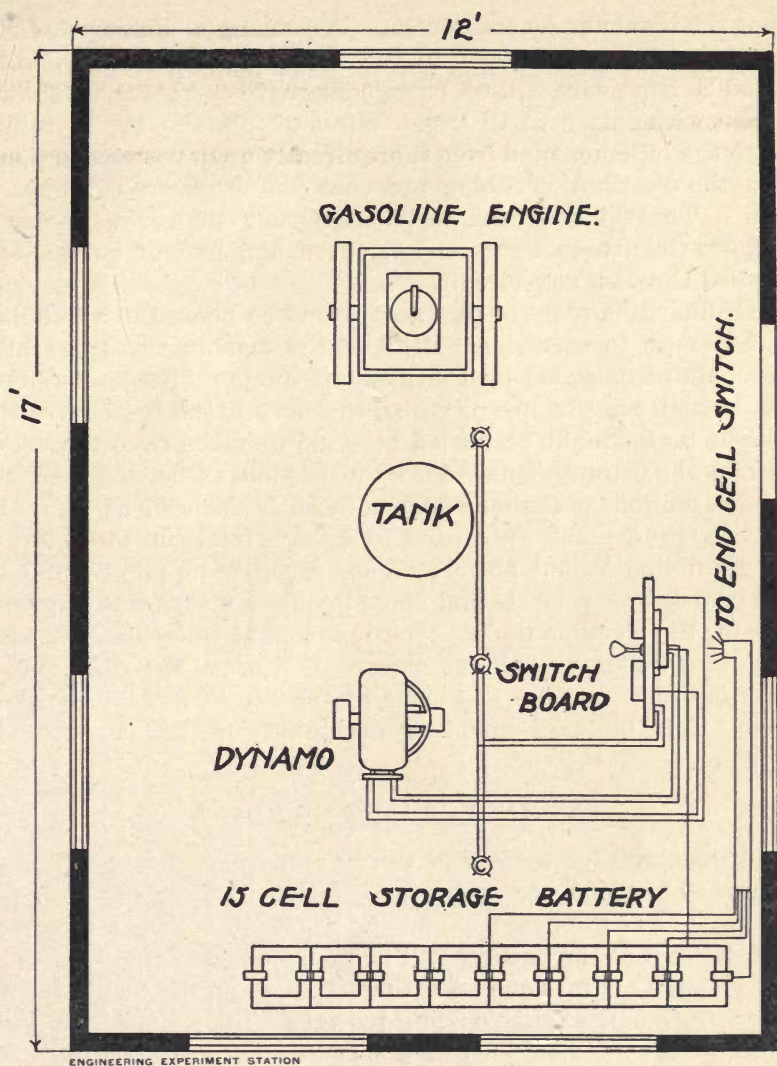 12'
17'
GASOLINE ENGINE.
TO END CELL SWITCH.
TANK
C
C
SWITCH
BOARD
DYNAMO
C
15 CELL STORAGE BATTERY
ENGINEERING EXPERIMENT STATION